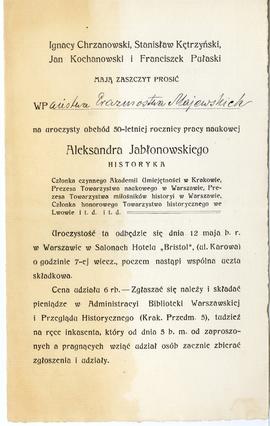 Ignacy Chrzanowski, Stanisław Kętrzyński,
Jan Kochanowski i Franciszek Pułaski
MAJĄ ZASZCZYT PROSIĆ
WPaństwa Erazmostwa Majewskich
na uroczysty obchód 50-letniej rocznicy pracy naukowej
Aleksandra Jabłonowskiego
HISTORYKA
Członka czynnego Akademii Umiejętności w Krakowie,
Prezesa Towarzystwa naukowego w Warszawie, Pre-
zesa Towarzystwa miłośników historyi w Warszawie,
Członka honorowego Towarzystwa historycznego we
Lwowie i t. d. i t. d.
Uroczystość ta odbędzie się dnia 12 maja b. r.
w Warszawie w Salonach Hotelu „Bristol", (ul. Karowa)
o godzinie 7-ej wiecz., poczem nastąpi wspólna uczta
składkowa.
Cena udziału 6 rb.— Zgłaszać się należy i składać
pieniądze w Administracyi Biblioteki Warszawskiej
i Przeglądu Historycznego (Krak. Przedm. 5), tudzież
na ręce inkasenta, który od dnia 5 b. m. od zaproszo-
nych a pragnących wziąć udział osób zacznie zbierać
zgłoszenia i udziały.